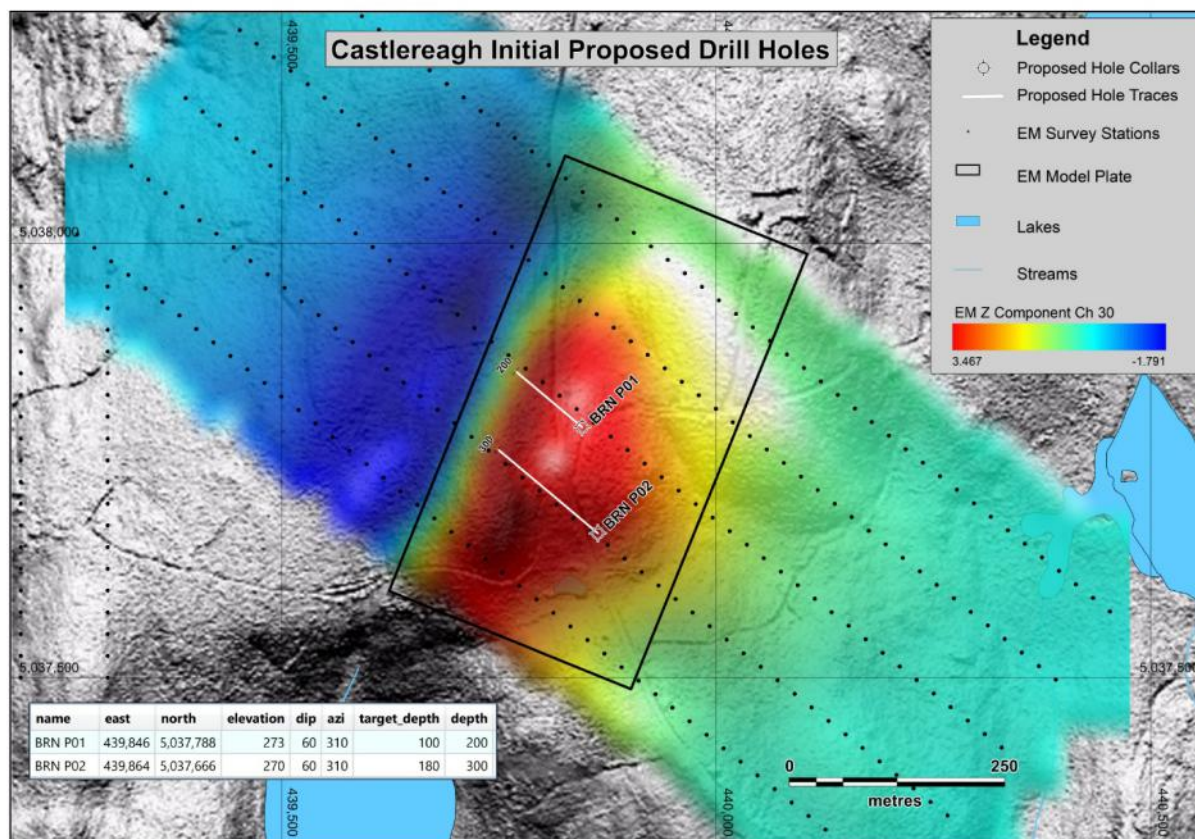 Castlereagh Initial Proposed Drill Holes
439,500
Legend
Proposed Hole Collars
Proposed Hole Traces
EM Survey Stations
EM Model Plate
Lakes
Streams
EM Z Component Ch 30
3.467 -1.791
5,038,000
200
BRN P01
300
BRN P02
5,037,500 5,037,500
name east north elevation dip azi target_depth depth
BRN P01 439,846 5,037,788 273 60 310 100 200
BRN P02 439,864 5,037,666 270 60 310 180 300
0 250
metres
439,500 440,000